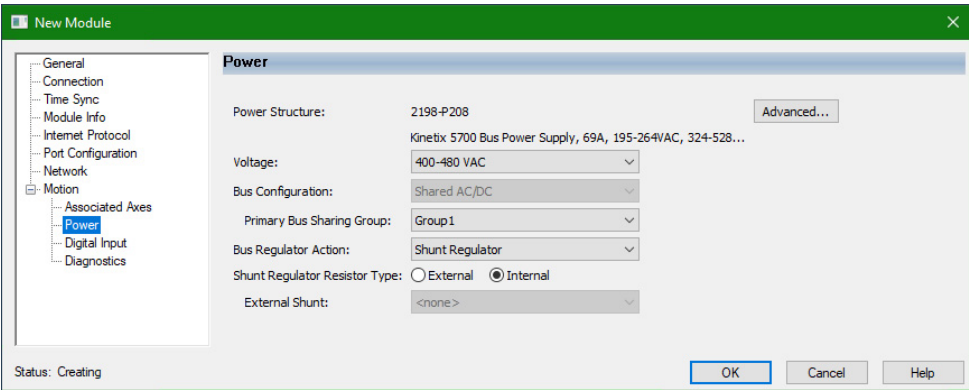 New Module
General
Connection
Time Sync
Module Info
Internet Protocol
Port Configuration
Network
Motion
Associated Axes
Power
Digital Input
Diagnostics
Power
Power Structure: 2198-P208 Advanced...
Kinetix 5700 Bus Power Supply, 69A, 195-264VAC, 324-528...
Voltage: 400-480 VAC
Bus Configuration: Shared AC/DC
Primary Bus Sharing Group: Group1
Bus Regulator Action: Shunt Regulator
Shunt Regulator Resistor Type: External Internal
External Shunt: <none>
Status: Creating OK Cancel Help